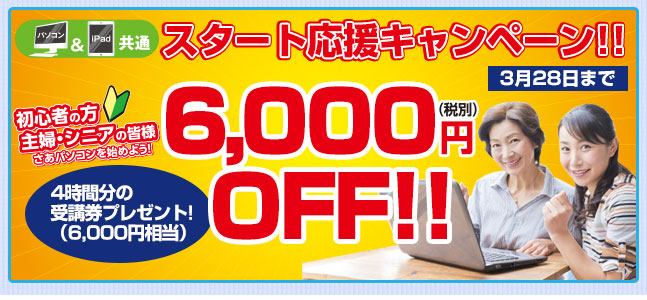 パソコン & iPad 共通
スタート応援キャンペーン!!
3月28日まで
初心者の方
主婦・シニアの皆様
さあパソコンを始めよう!
6,000円(税別)
OFF!!
4時間分の
受講券プレゼント!
(6,000円相当)